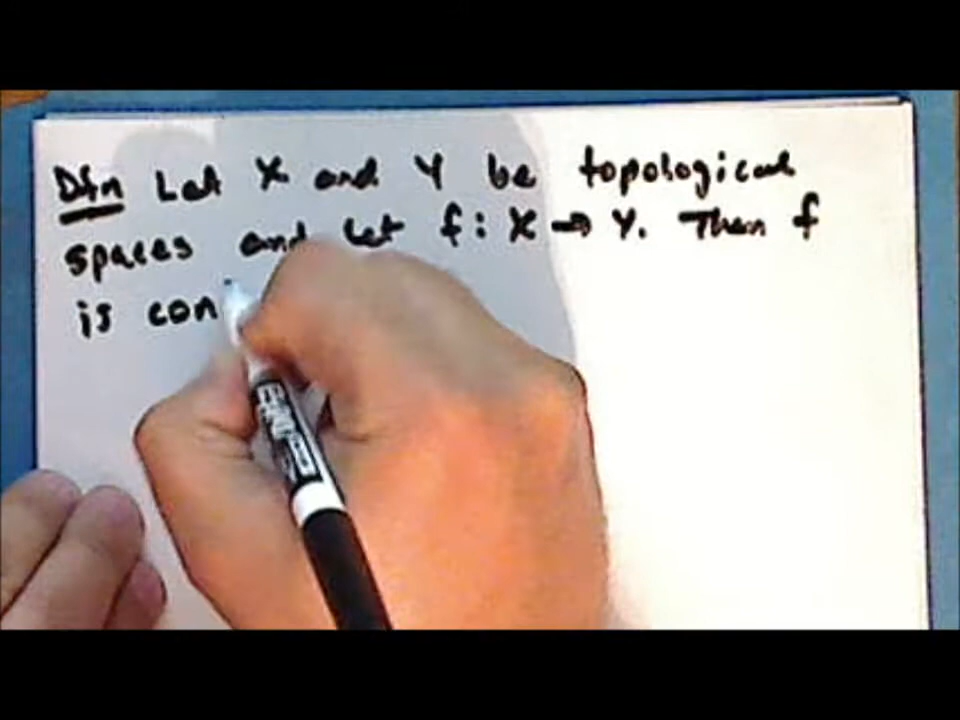 Dfn Let X and Y be topological
spaces and let f: X → Y. Then f
is con